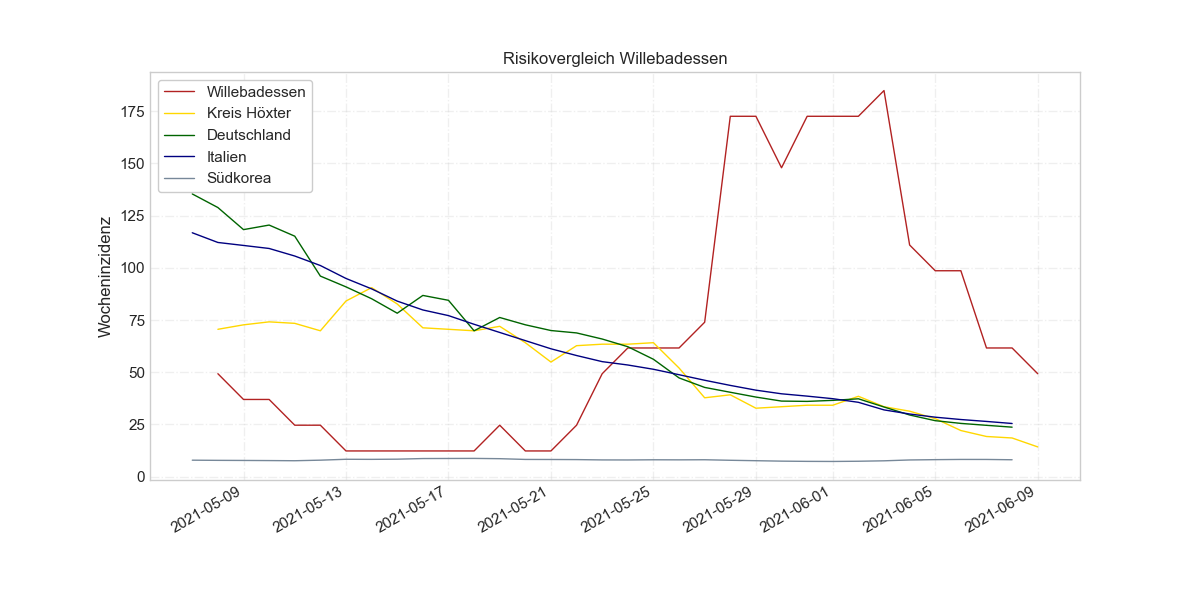 Risikovergleich Willebadessen
Willebadessen
Kreis Höxter
Deutschland
Italien
Südkorea
Wocheninzidenz
175
150
125
100
75
50
25
0
2021-05-09
2021-05-13
2021-05-17
2021-05-21
2021-05-25
2021-05-29
2021-06-01
2021-06-05
2021-06-09